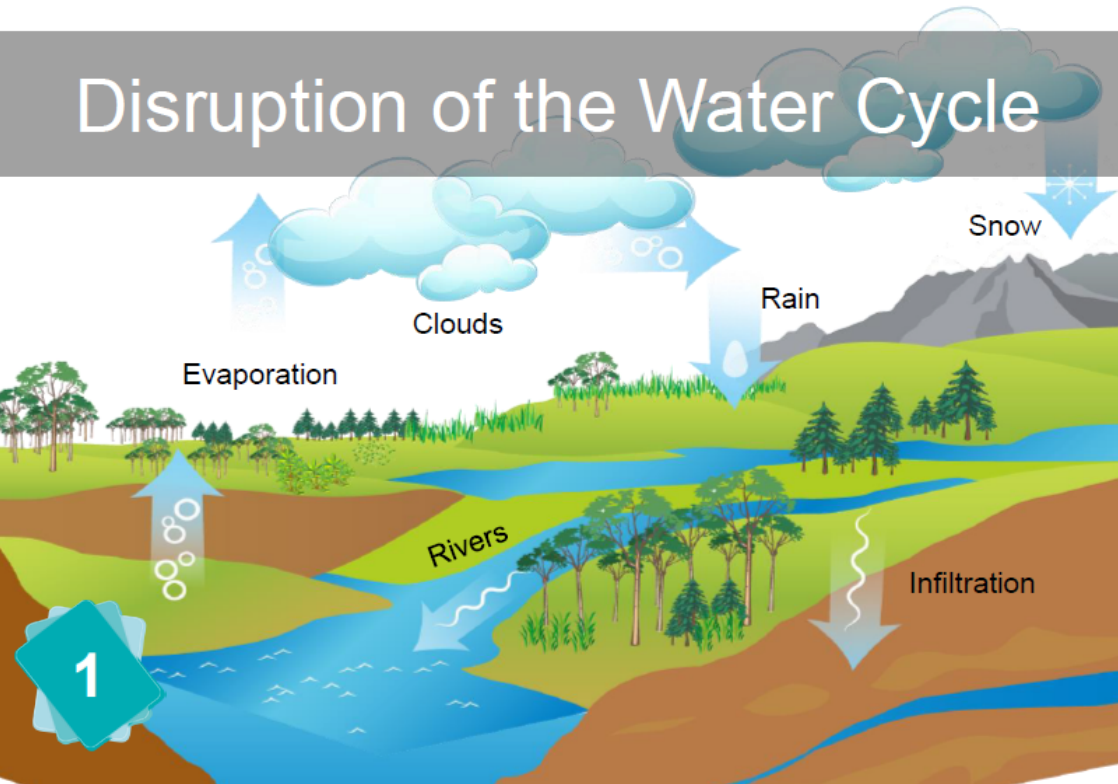 Disruption of the Water Cycle
Snow
Rain
Clouds
Evaporation
Rivers
Infiltration
1